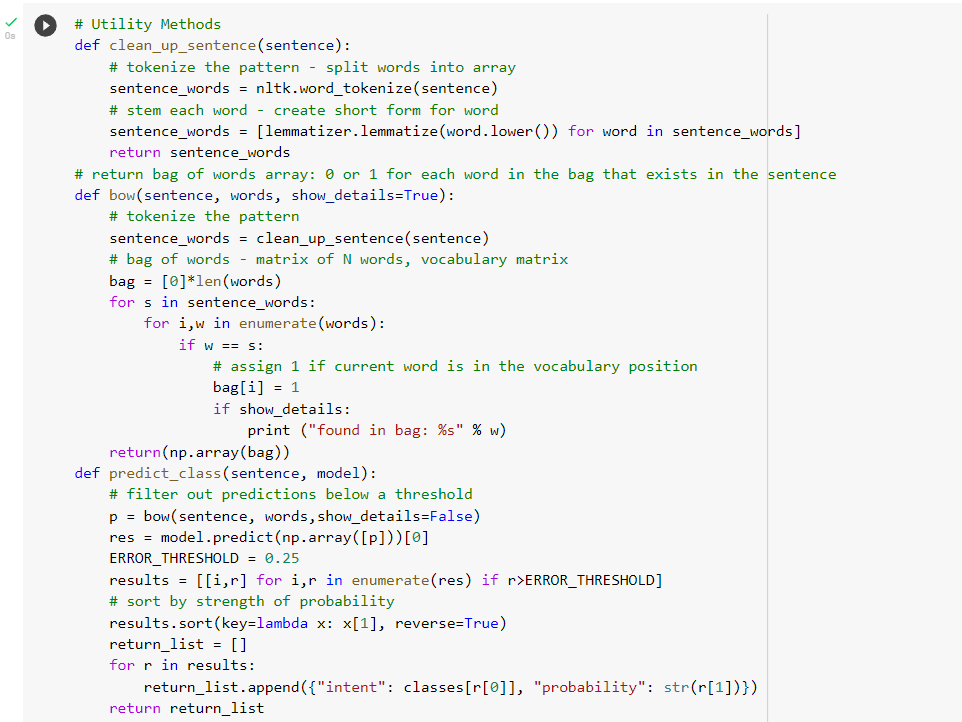 0s
# Utility Methods
def clean_up_sentence(sentence):
    # tokenize the pattern - split words into array
    sentence_words = nltk.word_tokenize(sentence)
    # stem each word - create short form for word
    sentence_words = [lemmatizer.lemmatize(word.lower()) for word in sentence_words]
    return sentence_words
# return bag of words array: 0 or 1 for each word in the bag that exists in the sentence
def bow(sentence, words, show_details=True):
    # tokenize the pattern
    sentence_words = clean_up_sentence(sentence)
    # bag of words - matrix of N words, vocabulary matrix
    bag = [0]*len(words)
    for s in sentence_words:
        for i,w in enumerate(words):
            if w == s:
                # assign 1 if current word is in the vocabulary position
                bag[i] = 1
                if show_details:
                    print ("found in bag: %s" % w)
    return(np.array(bag))
def predict_class(sentence, model):
    # filter out predictions below a threshold
    p = bow(sentence, words,show_details=False)
    res = model.predict(np.array([p]))[0]
    ERROR_THRESHOLD = 0.25
    results = [[i,r] for i,r in enumerate(res) if r>ERROR_THRESHOLD]
    # sort by strength of probability
    results.sort(key=lambda x: x[1], reverse=True)
    return_list = []
    for r in results:
        return_list.append({"intent": classes[r[0]], "probability": str(r[1])})
    return return_list